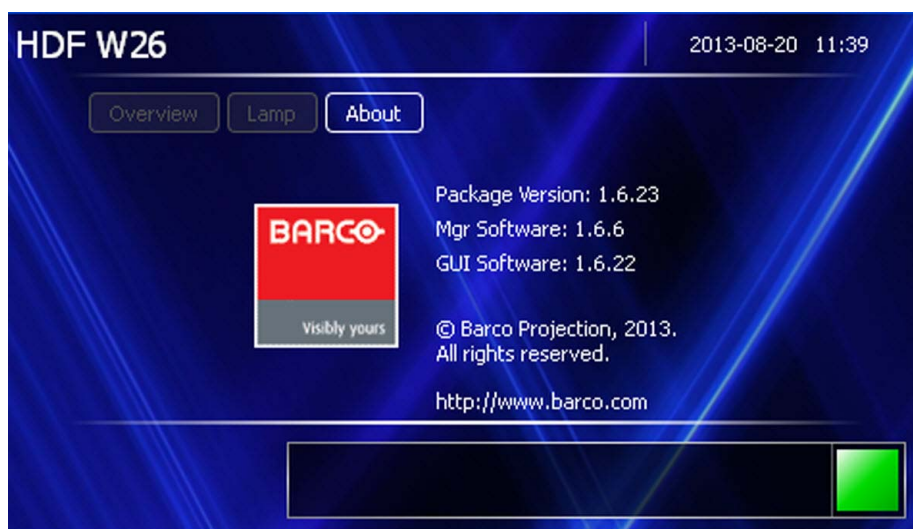 HDF W26
2013-08-20 11:39
Overview Lamp About
BARCO
Visibly yours
Package Version: 1.6.23
Mgr Software: 1.6.6
GUI Software: 1.6.22
© Barco Projection, 2013.
All rights reserved.
http://www.barco.com